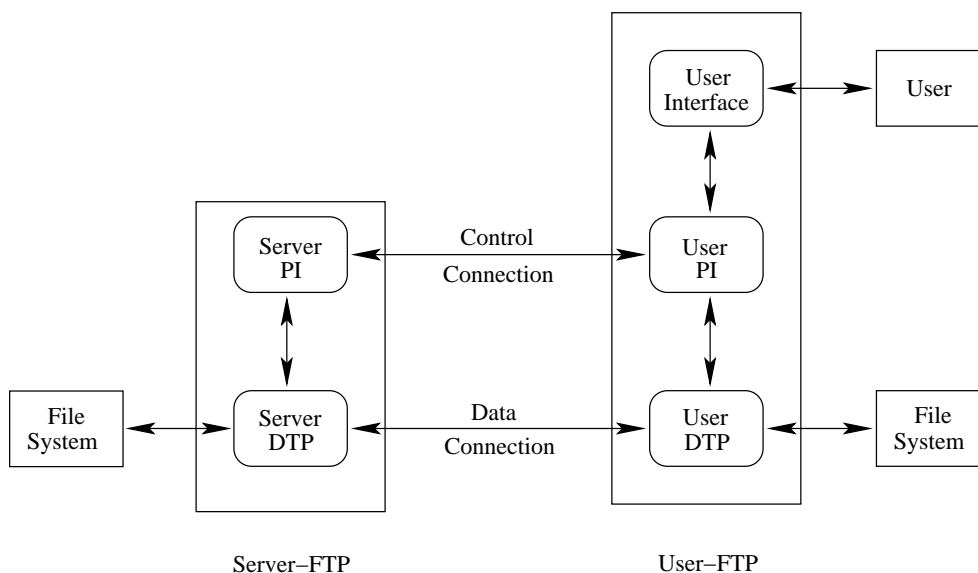 User
Interface
User
Server
PI
Control
Connection
User
PI
File
System
Server
DTP
Data
Connection
User
DTP
File
System
Server–FTP
User–FTP